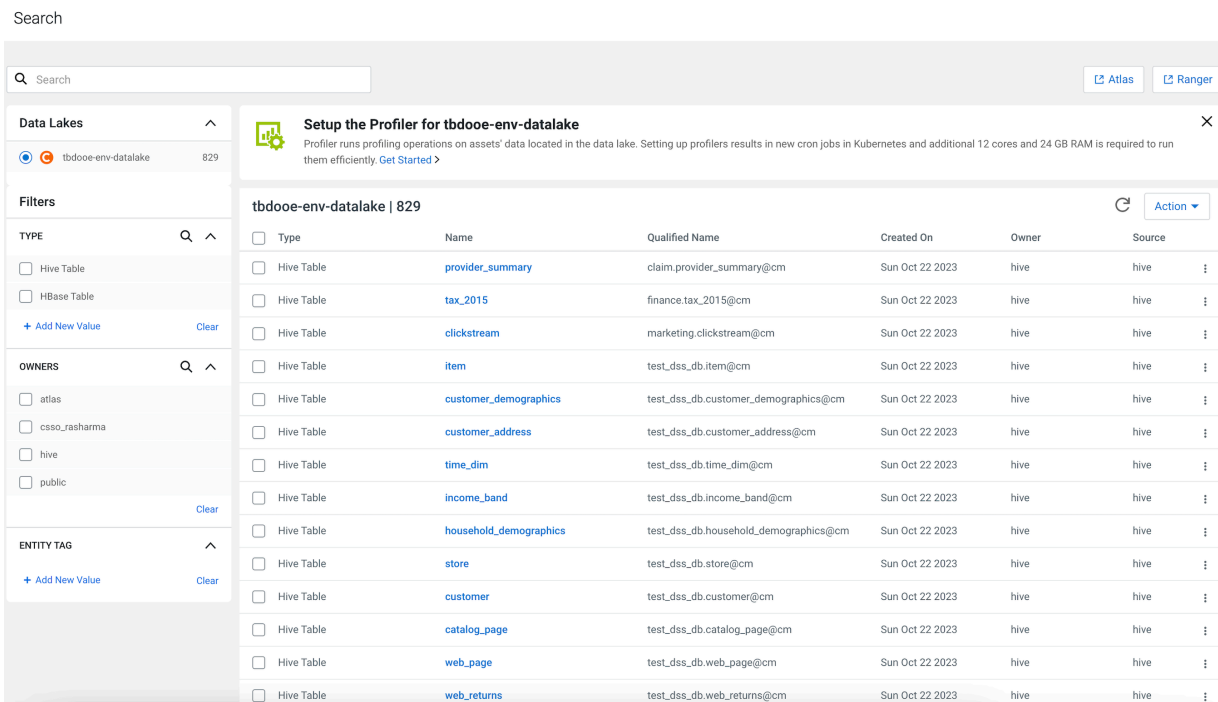 Search
Search
Atlas
Ranger
Data Lakes
C tbdooe-env-datalake 829
Filters
TYPE
Hive Table
HBase Table
+ Add New Value Clear
OWNERS
atlas
csso_rasharma
hive
public
Clear
ENTITY TAG
+ Add New Value Clear
Setup the Profiler for tbdooe-env-datalake
Profiler runs profiling operations on assets' data located in the data lake. Setting up profilers results in new cron jobs in Kubernetes and additional 12 cores and 24 GB RAM is required to run
them efficiently. Get Started >
tbdooe-env-datalake | 829
Action
Type Name Qualified Name Created On Owner Source
Hive Table provider_summary claim.provider_summary@cm Sun Oct 22 2023 hive hive
Hive Table tax_2015 finance.tax_2015@cm Sun Oct 22 2023 hive hive
Hive Table clickstream marketing.clickstream@cm Sun Oct 22 2023 hive hive
Hive Table item test_dss_db.item@cm Sun Oct 22 2023 hive hive
Hive Table customer_demographics test_dss_db.customer_demographics@cm Sun Oct 22 2023 hive hive
Hive Table customer_address test_dss_db.customer_address@cm Sun Oct 22 2023 hive hive
Hive Table time_dim test_dss_db.time_dim@cm Sun Oct 22 2023 hive hive
Hive Table income_band test_dss_db.income_band@cm Sun Oct 22 2023 hive hive
Hive Table household_demographics test_dss_db.household_demographics@cm Sun Oct 22 2023 hive hive
Hive Table store test_dss_db.store@cm Sun Oct 22 2023 hive hive
Hive Table customer test_dss_db.customer@cm Sun Oct 22 2023 hive hive
Hive Table catalog_page test_dss_db.catalog_page@cm Sun Oct 22 2023 hive hive
Hive Table web_page test_dss_db.web_page@cm Sun Oct 22 2023 hive hive
Hive Table web_returns test_dss_db.web_returns@cm Sun Oct 22 2023 hive hive